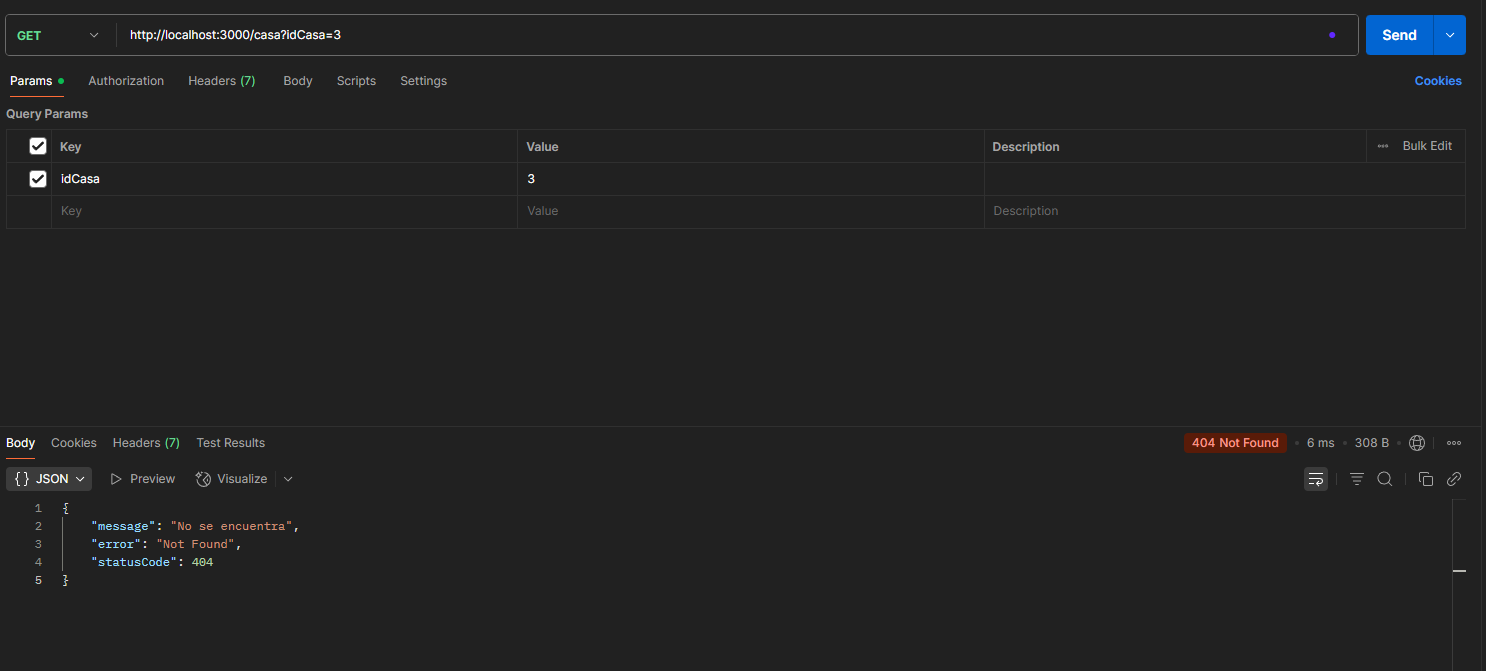 GET http://localhost:3000/casa?idCasa=3 Send
Params Authorization Headers (7) Body Scripts Settings Cookies
Query Params
Key Value Description Bulk Edit
idCasa 3
Key Value Description
Body Cookies Headers (7) Test Results 404 Not Found 6 ms 308 B
{} JSON Preview Visualize
1 {
2 "message": "No se encuentra",
3 "error": "Not Found",
4 "statusCode": 404
5 }